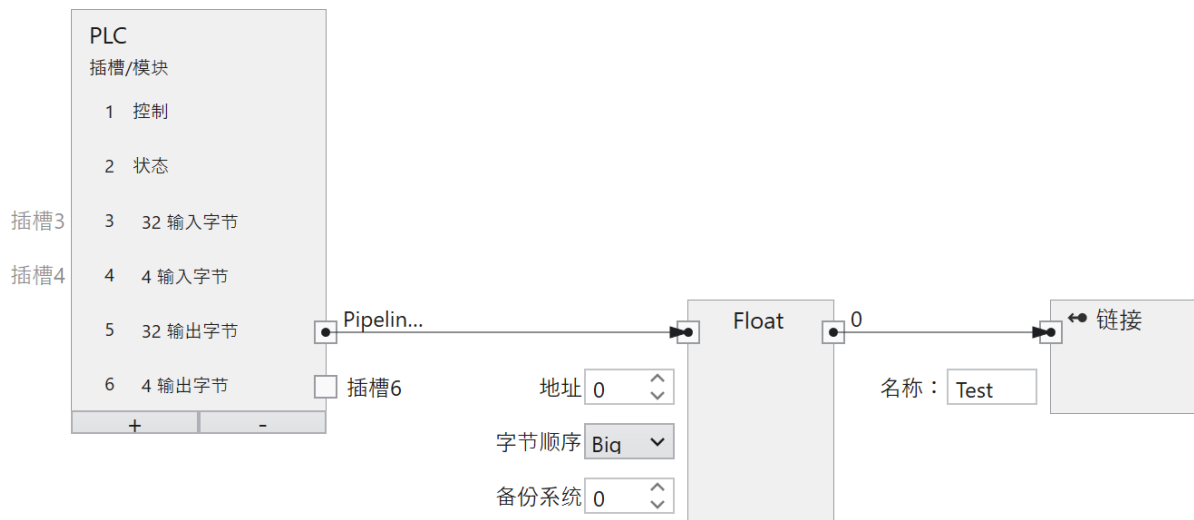 PLC
插槽/模块
1 控制
2 状态
插槽3 3 32 输入字节
插槽4 4 4 输入字节
5 32 输出字节 Pipelin... Float 0 链接
6 4 输出字节 插槽6 地址 0 名称： Test
+ -
字节顺序 Big
备份系统 0